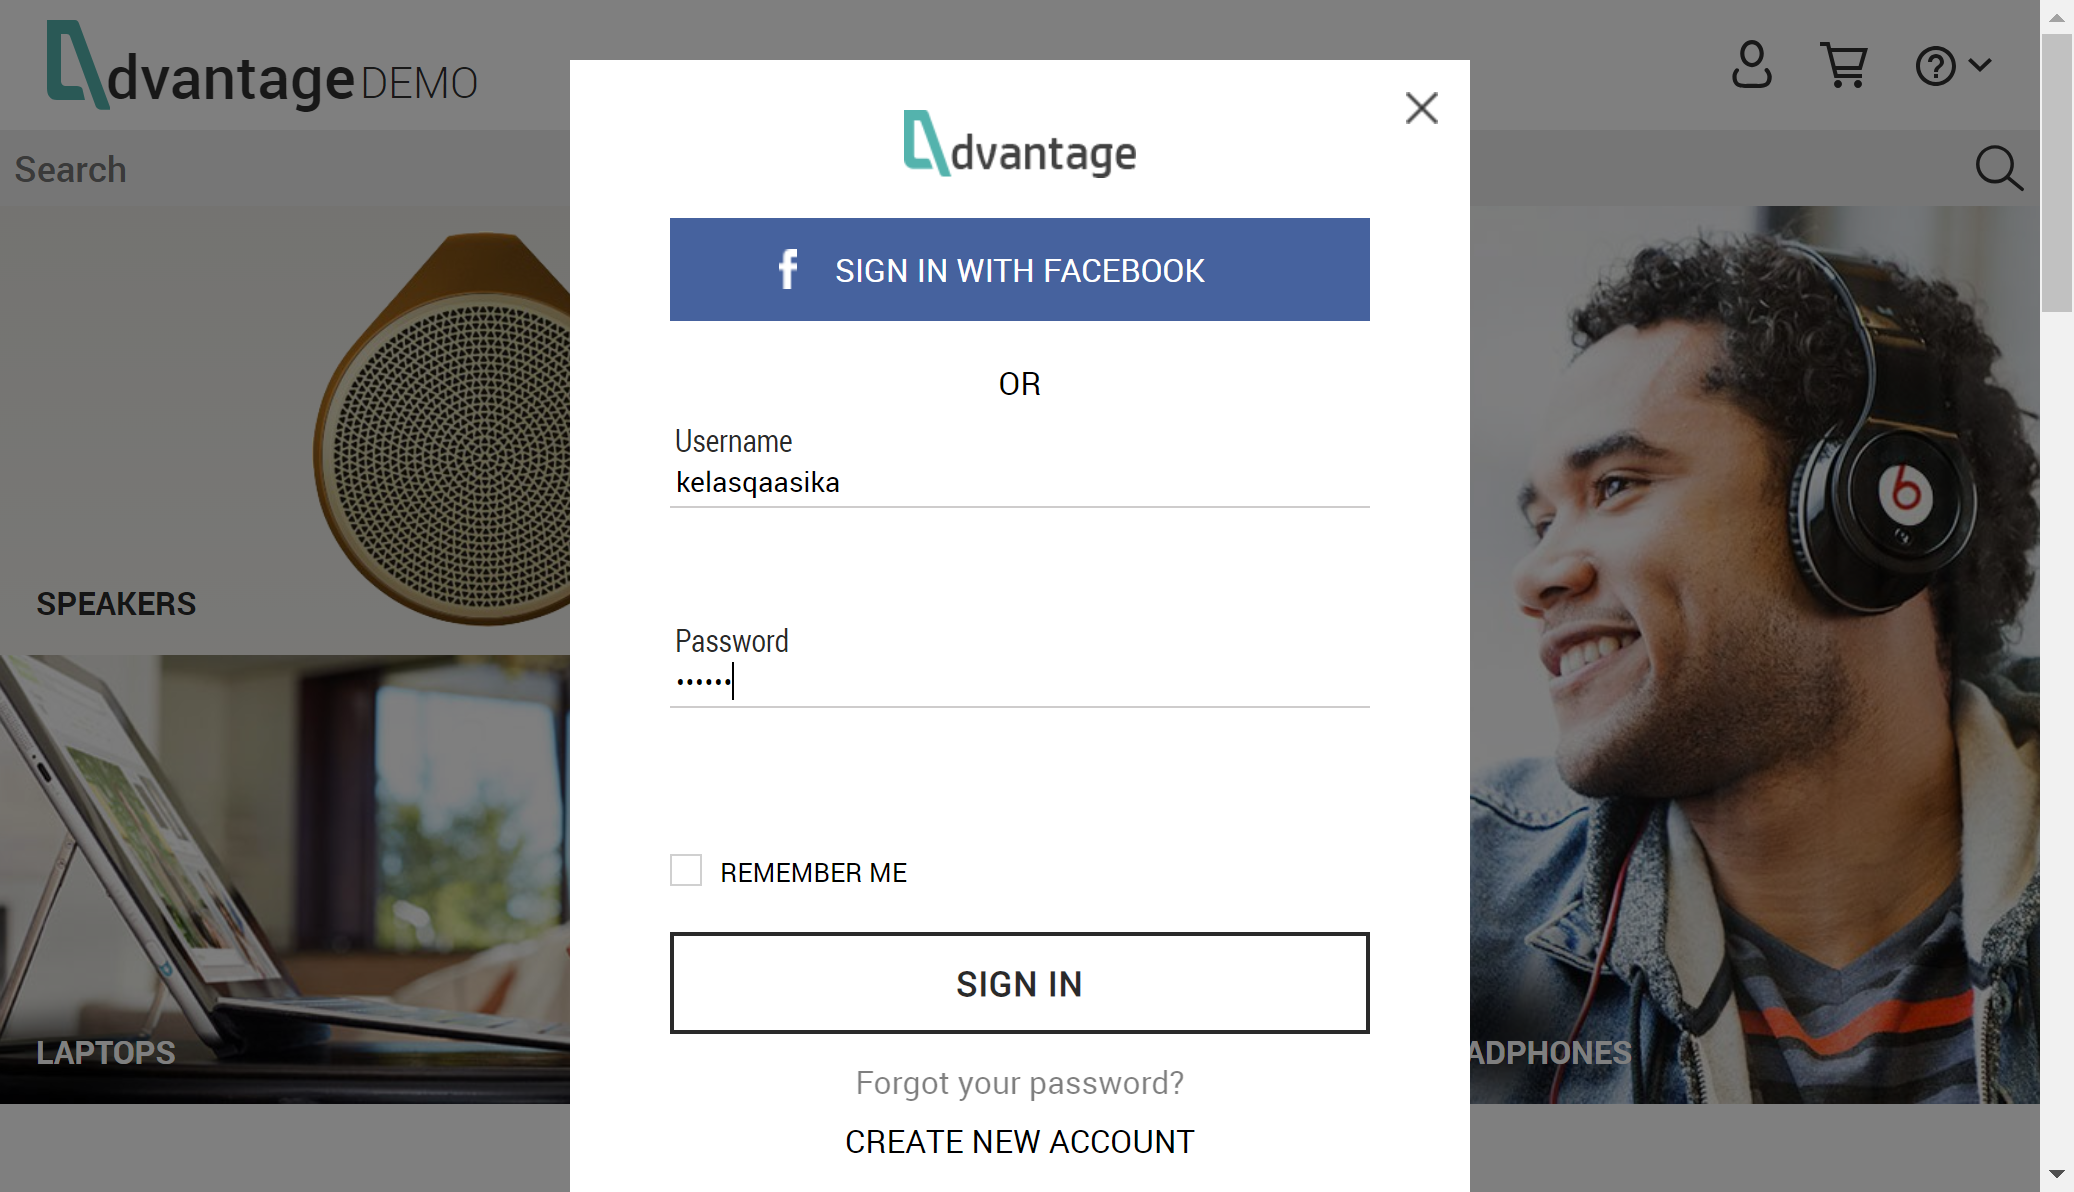 dvantage DEMO
Search
SPEAKERS
LAPTOPS
ADPHONES
dvantage
f SIGN IN WITH FACEBOOK
OR
Username
kelasqaasika
Password
••••••
REMEMBER ME
SIGN IN
Forgot your password?
CREATE NEW ACCOUNT